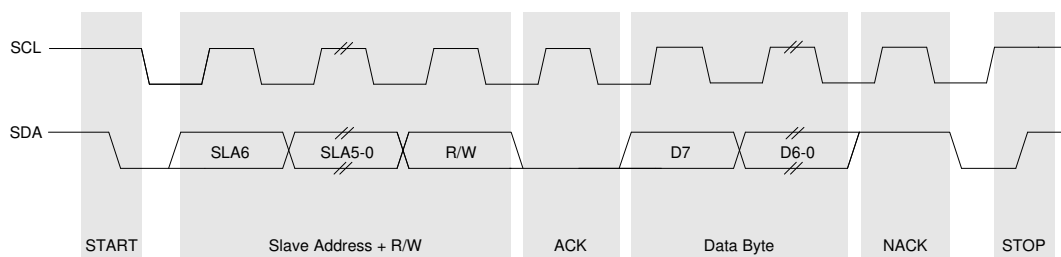 SCL
SDA
SLA6 SLA5-0 R/W D7 D6-0
START Slave Address + R/W ACK Data Byte NACK STOP